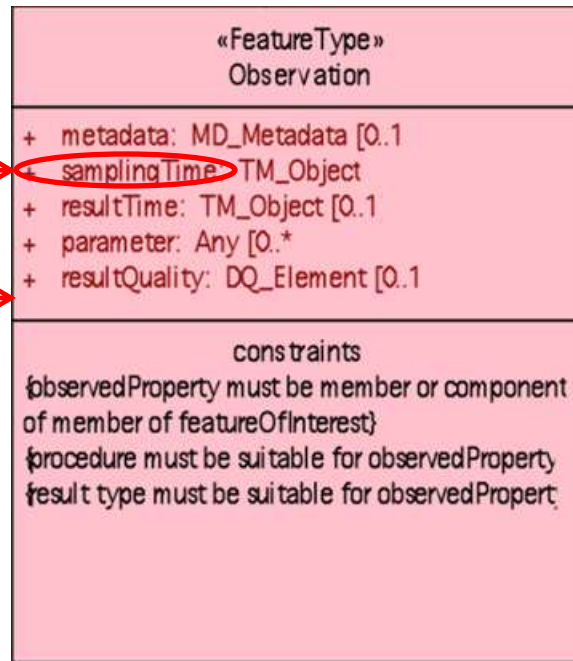 «FeatureType»
Observation
+ metadata: MD_Metadata [0..1
+ samplingTime: TM_Object
+ resultTime: TM_Object [0..1
+ parameter: Any [0..*
+ resultQuality: DQ_Element [0..1
constraints
{observedProperty must be member or component
of member of featureOfInterest}
{procedure must be suitable for observedProperty
{result type must be suitable for observedPropert